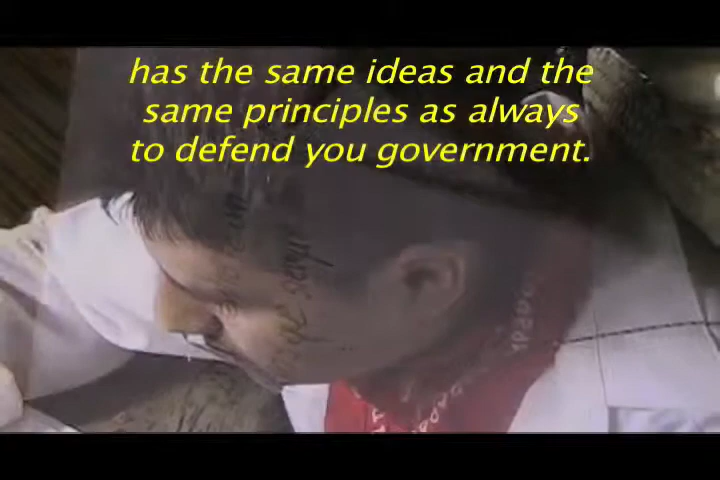 has the same ideas and the
same principles as always
to defend you government.